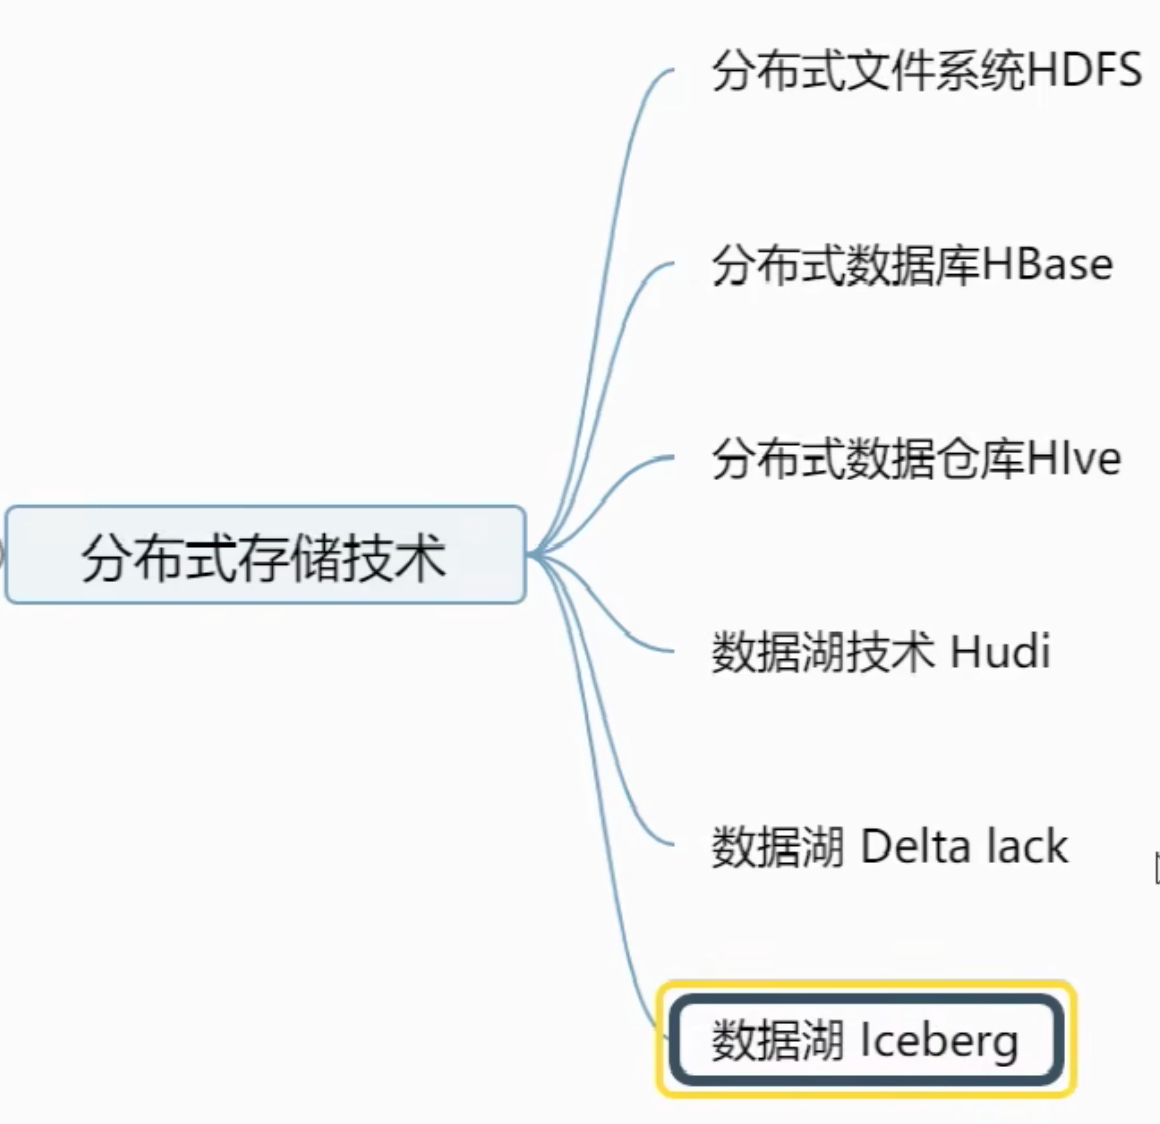 分布式文件系统HDFS
分布式数据库HBase
分布式数据仓库HIve
分布式存储技术
数据湖技术 Hudi
数据湖 Delta lack
数据湖 Iceberg